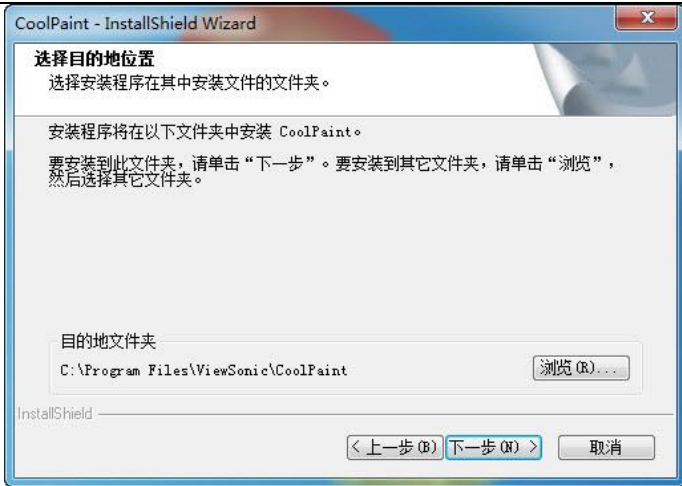 CoolPaint - InstallShield Wizard
选择目的地位置
选择安装程序在其中安装文件的文件夹。
安装程序将在以下文件夹中安装 CoolPaint。
要安装到此文件夹，请单击“下一步”。要安装到其它文件夹，请单击“浏览”，
然后选择其它文件夹。
目的地文件夹
C:\Program Files\ViewSonic\CoolPaint
浏览(R)...
InstallShield
< 上一步(B) 下一步(N) > 取消